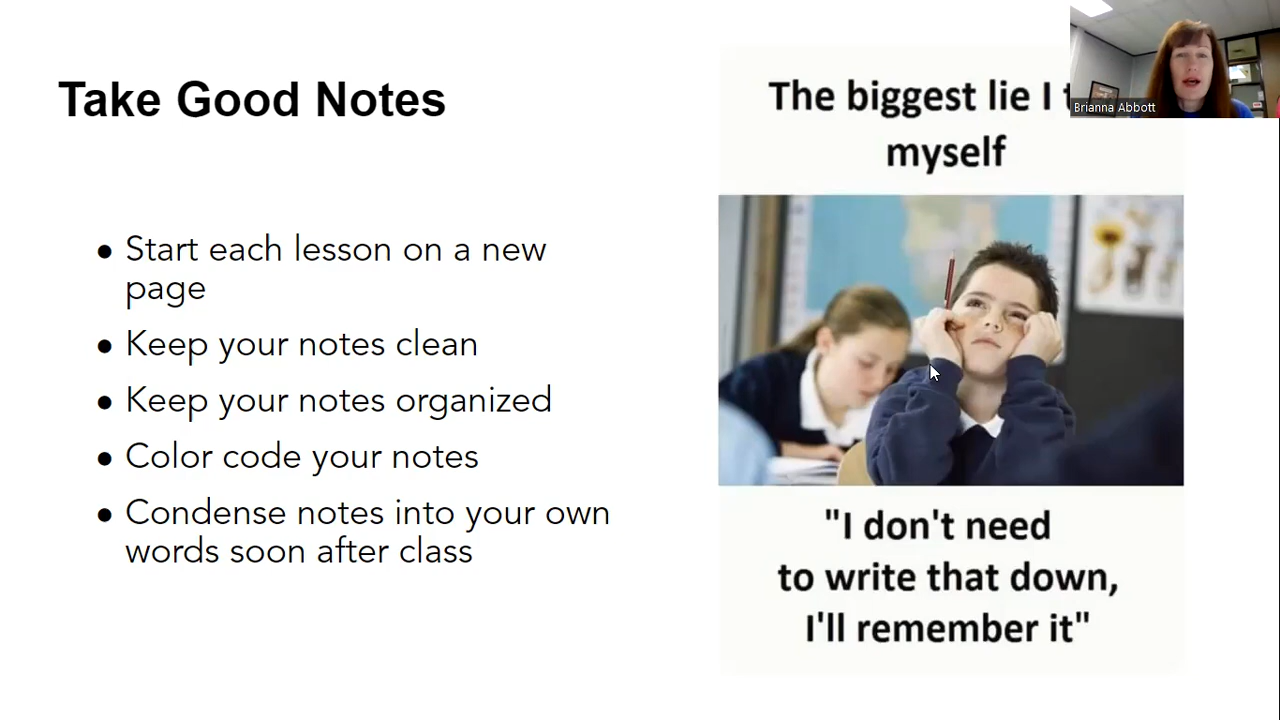 Take Good Notes
● Start each lesson on a new
page
● Keep your notes clean
● Keep your notes organized
● Color code your notes
● Condense notes into your own
words soon after class
The biggest lie I
myself
"I don't need
to write that down,
I'll remember it"
Brianna Abbott